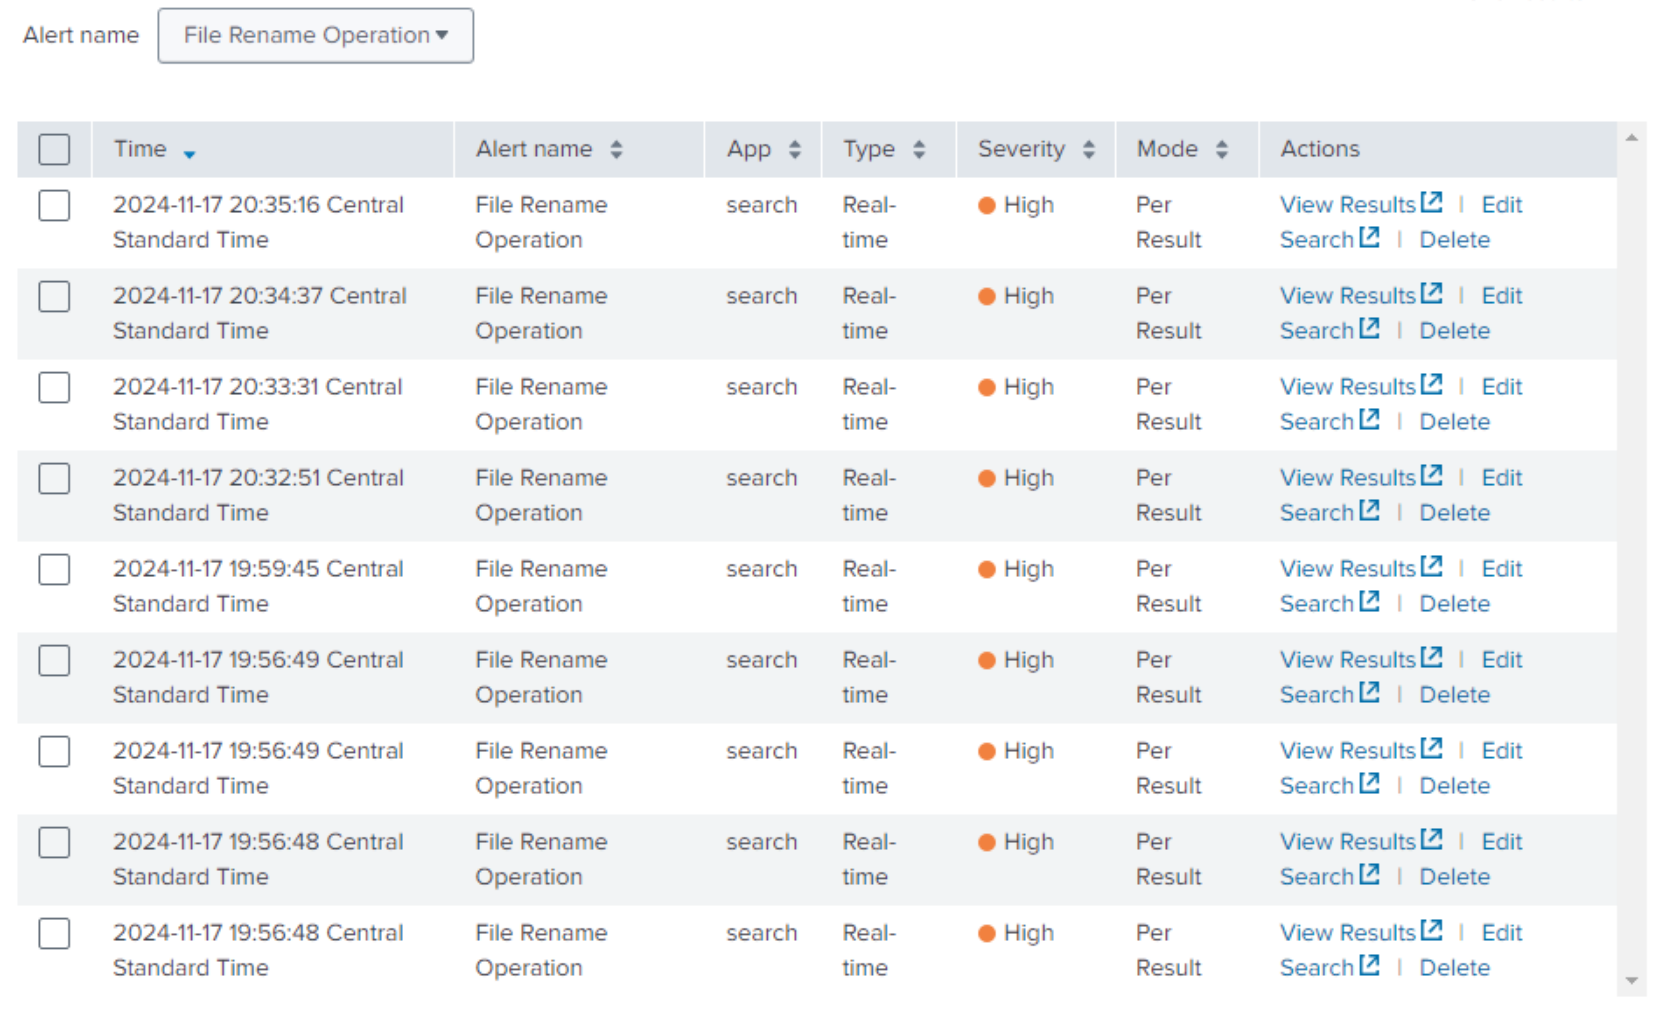 Alert name File Rename Operation
Time Alert name App Type Severity Mode Actions
2024-11-17 20:35:16 Central File Rename search Real- High Per View Results | Edit
Standard Time Operation time Result Search | Delete
2024-11-17 20:34:37 Central File Rename search Real- High Per View Results | Edit
Standard Time Operation time Result Search | Delete
2024-11-17 20:33:31 Central File Rename search Real- High Per View Results | Edit
Standard Time Operation time Result Search | Delete
2024-11-17 20:32:51 Central File Rename search Real- High Per View Results | Edit
Standard Time Operation time Result Search | Delete
2024-11-17 19:59:45 Central File Rename search Real- High Per View Results | Edit
Standard Time Operation time Result Search | Delete
2024-11-17 19:56:49 Central File Rename search Real- High Per View Results | Edit
Standard Time Operation time Result Search | Delete
2024-11-17 19:56:49 Central File Rename search Real- High Per View Results | Edit
Standard Time Operation time Result Search | Delete
2024-11-17 19:56:48 Central File Rename search Real- High Per View Results | Edit
Standard Time Operation time Result Search | Delete
2024-11-17 19:56:48 Central File Rename search Real- High Per View Results | Edit
Standard Time Operation time Result Search | Delete